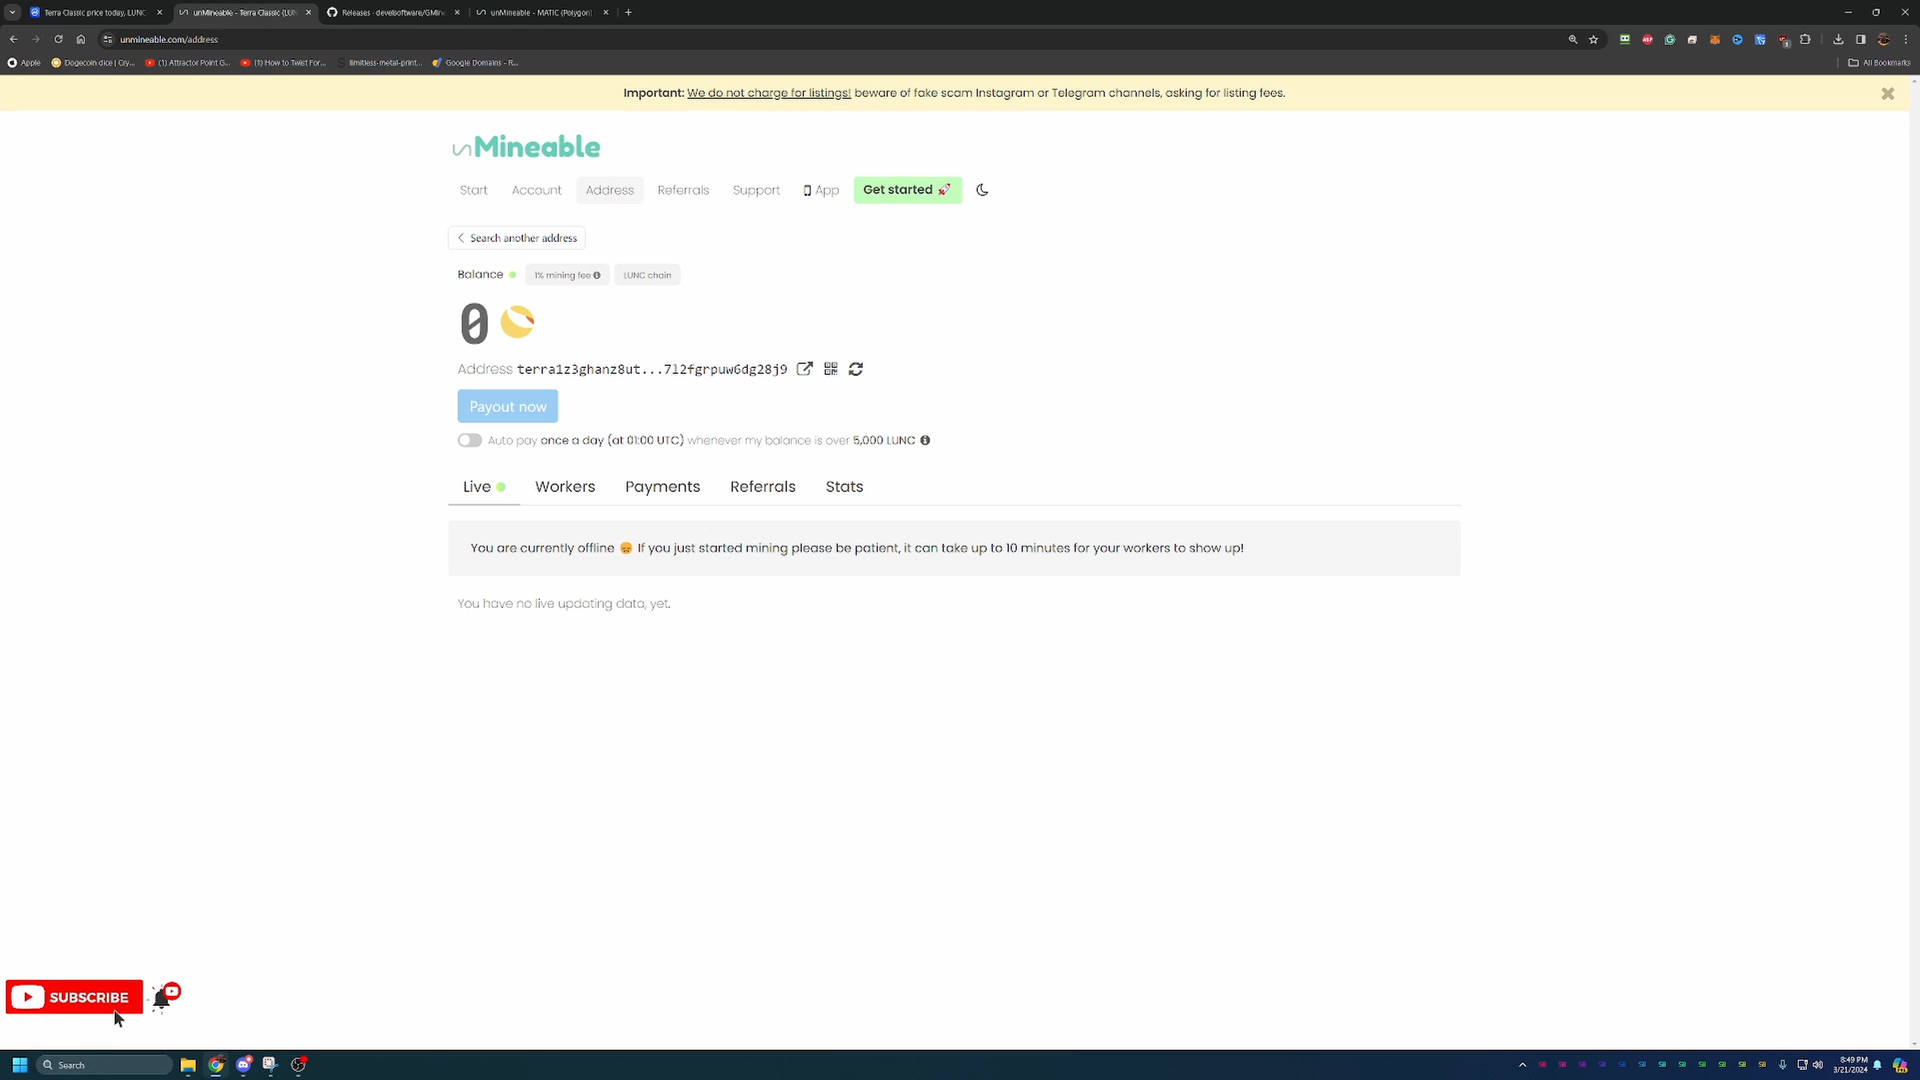 Terra Classic price today, LUNC
unMineable - Terra Classic (LUN
Releases · develsoftware/GMin
unMineable - MATIC (Polygon)
unmineable.com/address
Apple
Dogecoin dice | Cry...
(1) Attractor Point G...
(1) How to Twist For...
limitless-metal-print...
Google Domains - R...
All Bookmarks
Important: We do not charge for listings! beware of fake scam Instagram or Telegram channels, asking for listing fees.
unMineable
Start
Account
Address
Referrals
Support
App
Get started 🚀
Search another address
Balance
1% mining fee
LUNC chain
0
Address terra1z3ghanz8ut...7l2fgrpuw6dg28j9
Payout now
Auto pay once a day (at 01:00 UTC) whenever my balance is over 5,000 LUNC
Live
Workers
Payments
Referrals
Stats
You are currently offline 😡 If you just started mining please be patient, it can take up to 10 minutes for your workers to show up!
You have no live updating data, yet.
SUBSCRIBE
Search
8:49 PM
3/21/2024